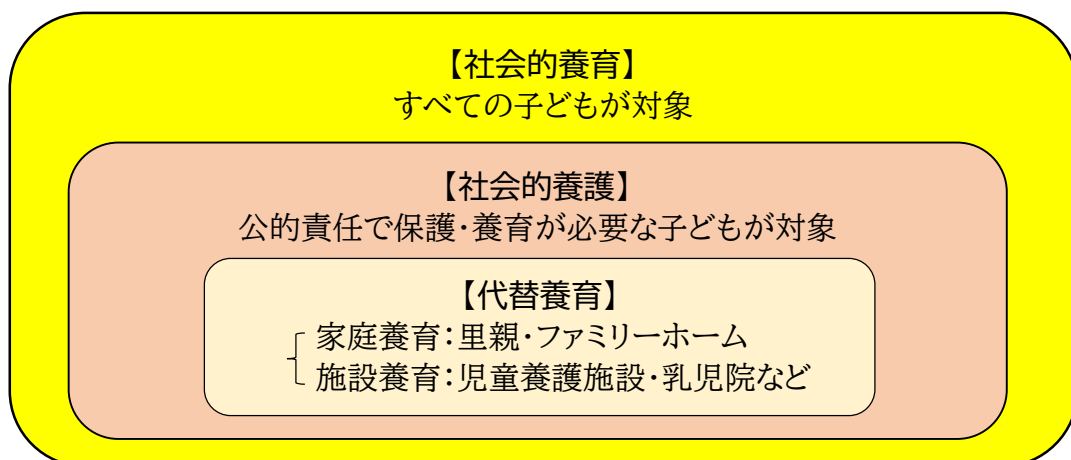 【社会的養育】
すべての子どもが対象
【社会的養護】
公的責任で保護・養育が必要な子どもが対象
【代替養育】
家庭養育：里親・ファミリーホーム
施設養育：児童養護施設・乳児院など